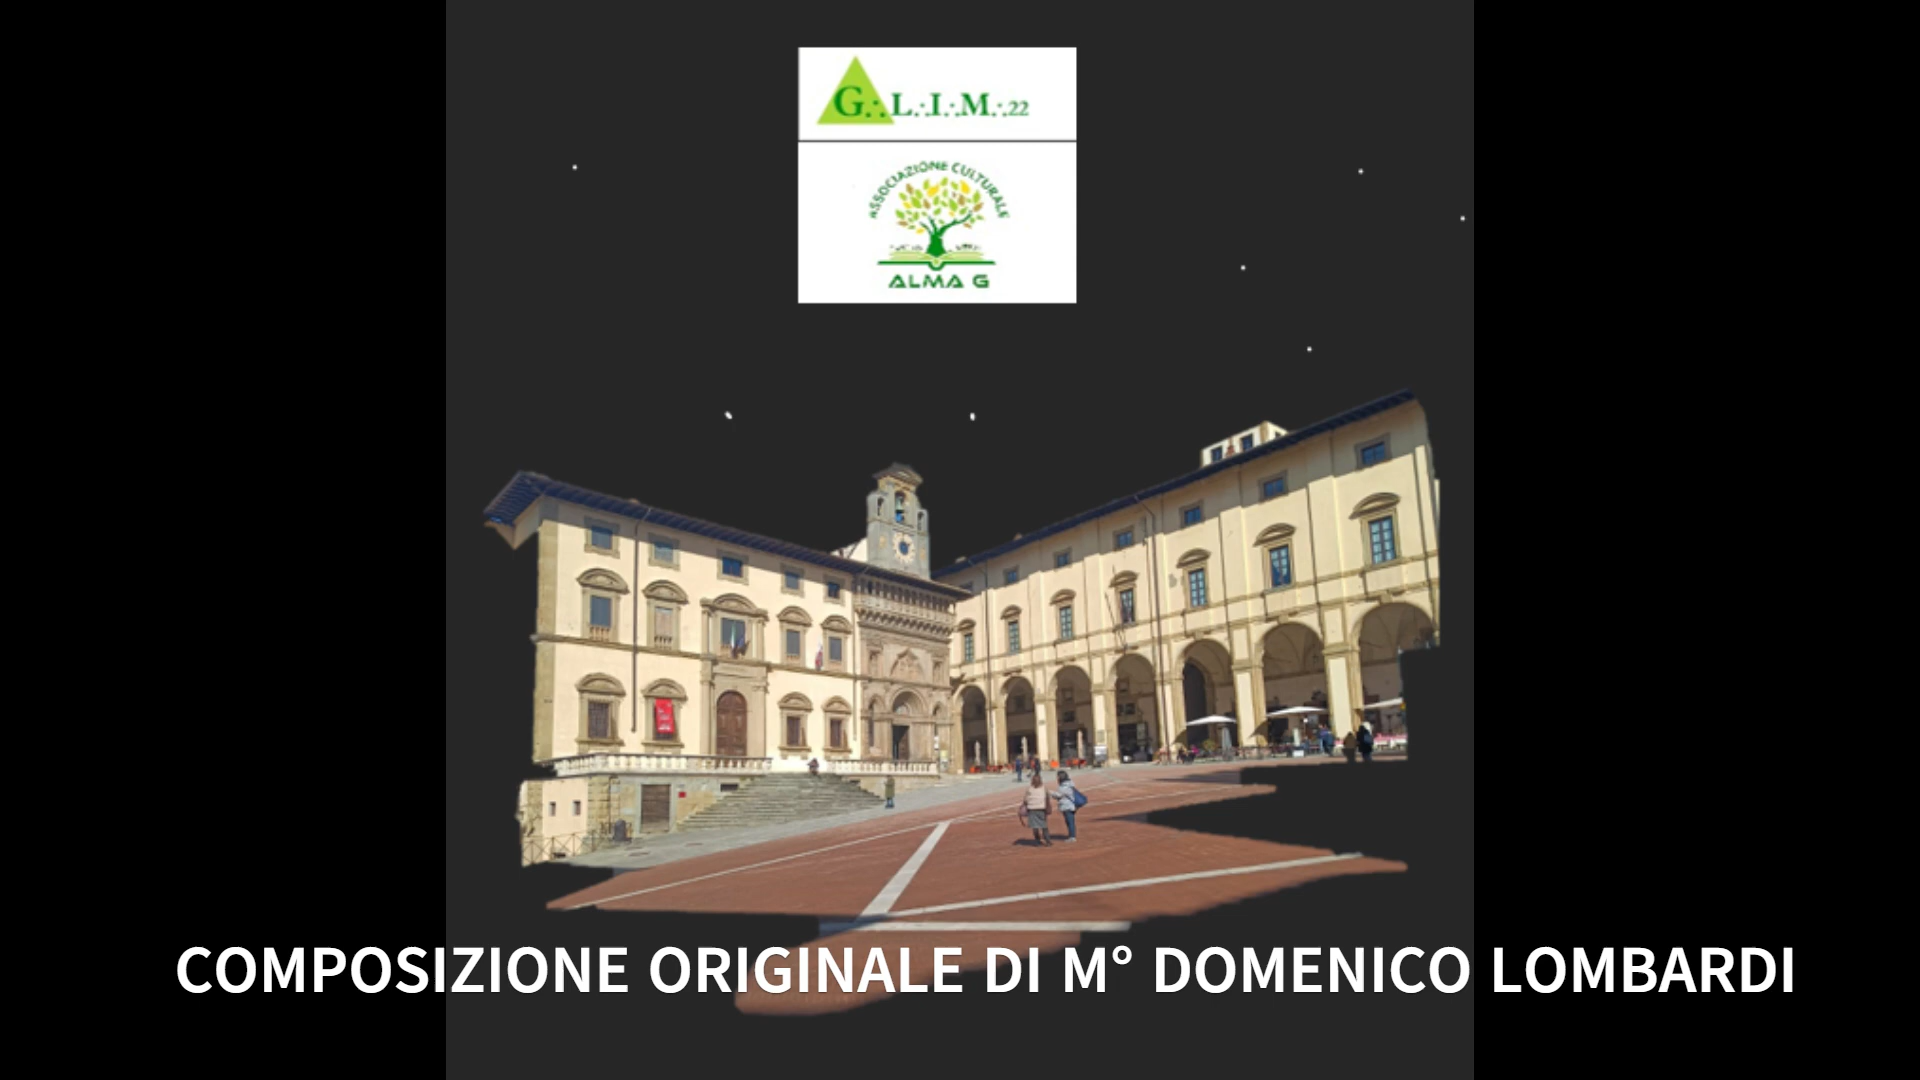 G∴L∴I∴M∴22
ASSOCIAZIONE CULTURALE
ALMA G
COMPOSIZIONE ORIGINALE DI M° DOMENICO LOMBARDI